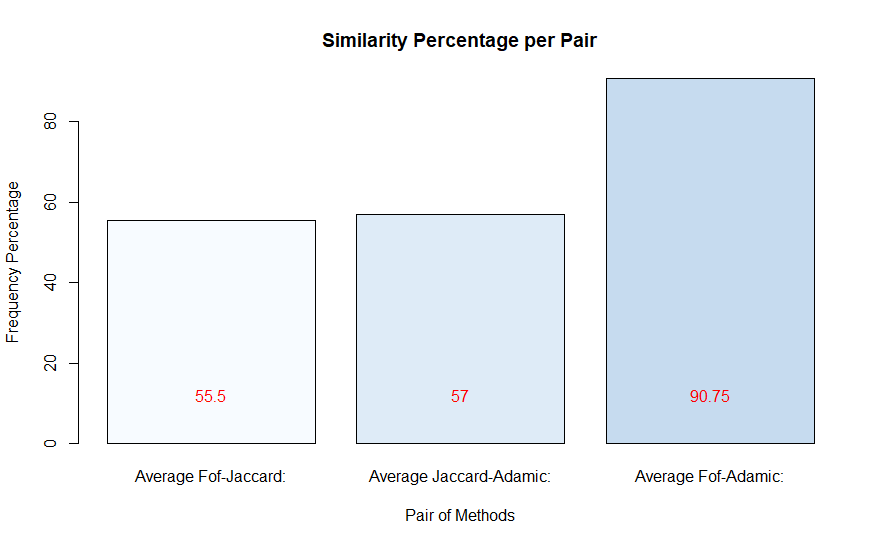 Similarity Percentage per Pair
Frequency Percentage
80
60
40
20
0
55.5
57
90.75
Average Fof-Jaccard:
Average Jaccard-Adamic:
Average Fof-Adamic:
Pair of Methods